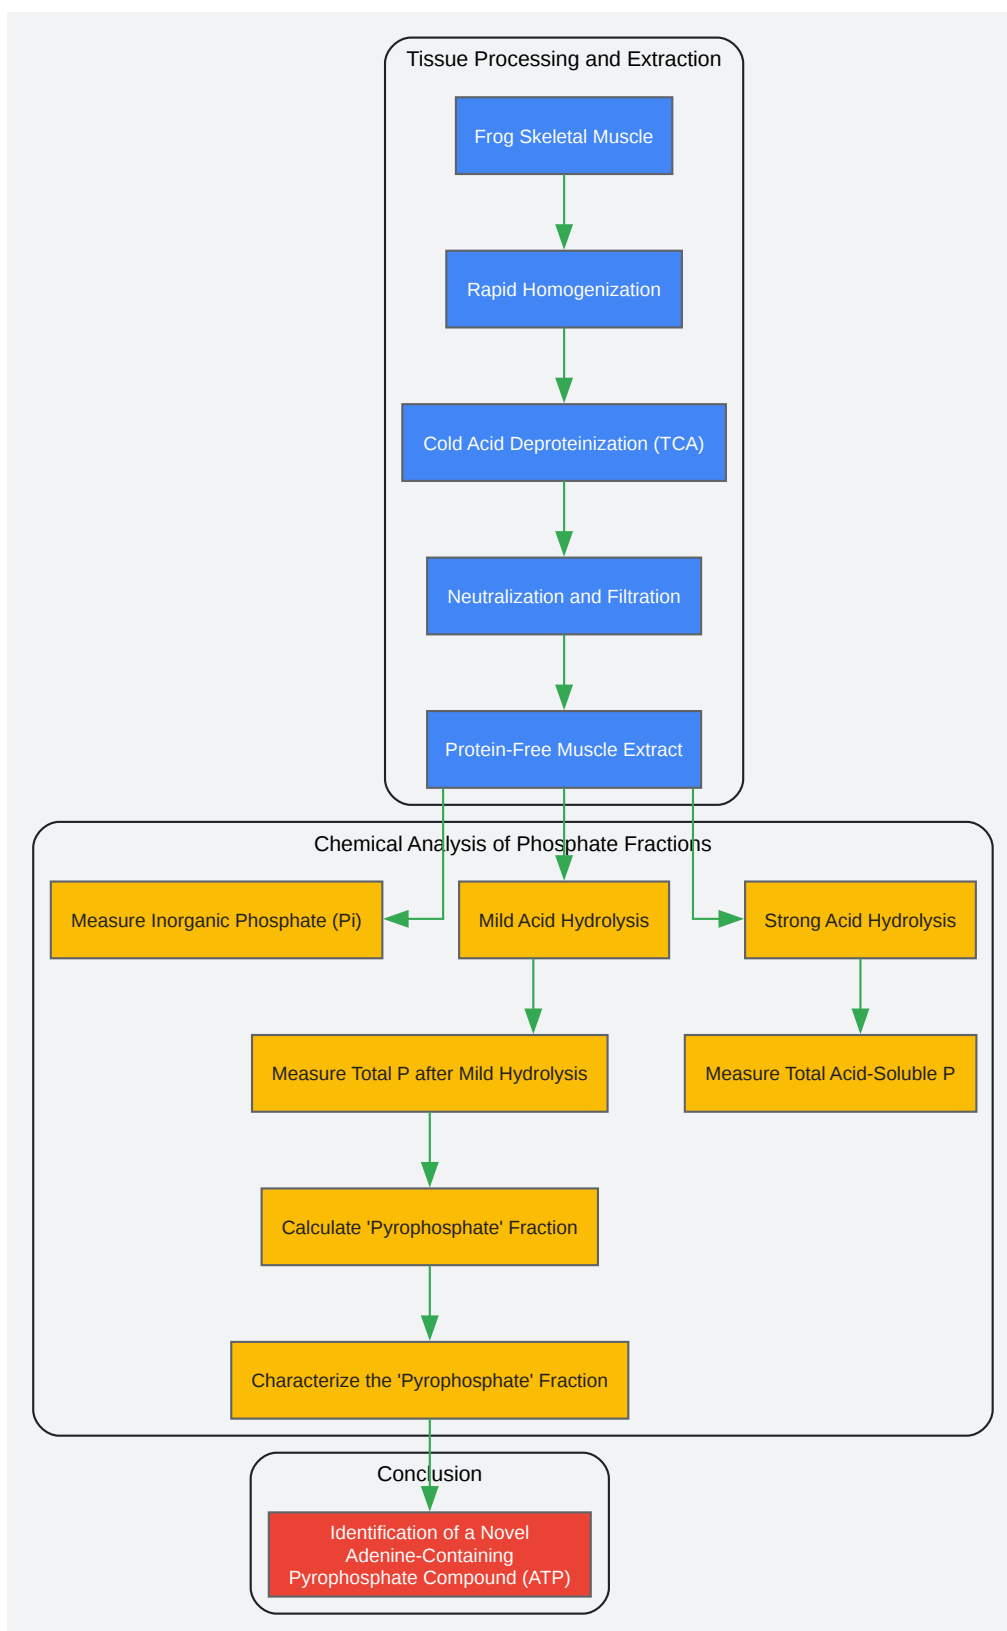 Tissue Processing and Extraction
Frog Skeletal Muscle
Rapid Homogenization
Cold Acid Deproteinization (TCA)
Neutralization and Filtration
Protein-Free Muscle Extract
Chemical Analysis of Phosphate Fractions
Measure Inorganic Phosphate (Pi)
Mild Acid Hydrolysis
Strong Acid Hydrolysis
Measure Total P after Mild Hydrolysis
Measure Total Acid-Soluble P
Calculate 'Pyrophosphate' Fraction
Characterize the 'Pyrophosphate' Fraction
Conclusion
Identification of a Novel
Adenine-Containing
Pyrophosphate Compound (ATP)